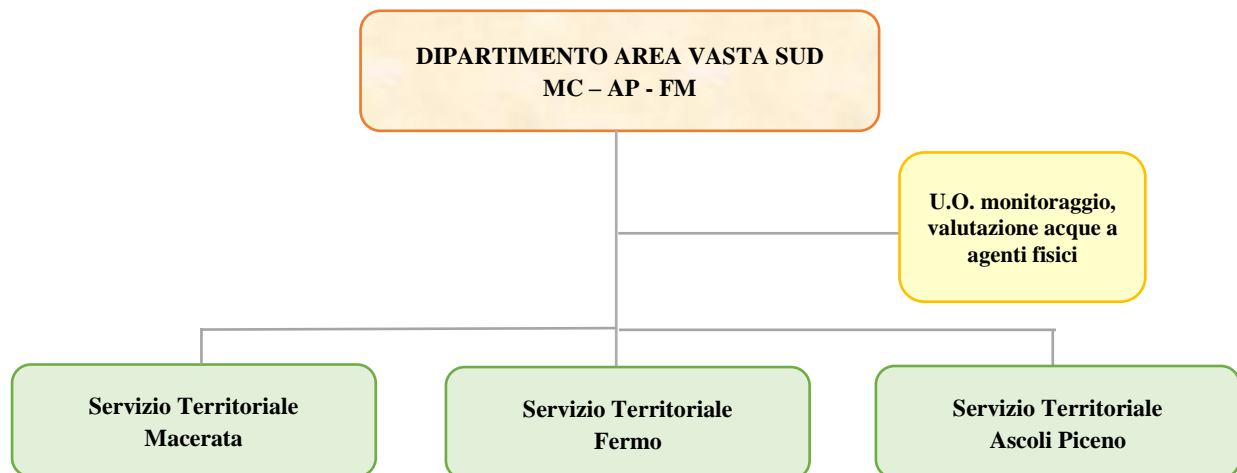 DIPARTIMENTO AREA VASTA SUD
MC – AP - FM
U.O. monitoraggio,
valutazione acque a
agenti fisici
Servizio Territoriale
Macerata
Servizio Territoriale
Fermo
Servizio Territoriale
Ascoli Piceno